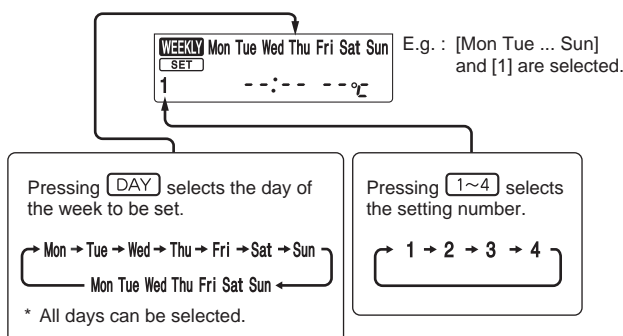 WEEKLY Mon Tue Wed Thu Fri Sat Sun
SET
1 --:-- --°C
E.g. : [Mon Tue ... Sun]
and [1] are selected.
Pressing DAY selects the day of
the week to be set.
Mon → Tue → Wed → Thu → Fri → Sat → Sun
Mon Tue Wed Thu Fri Sat Sun
* All days can be selected.
Pressing 1~4 selects
the setting number.
1 → 2 → 3 → 4